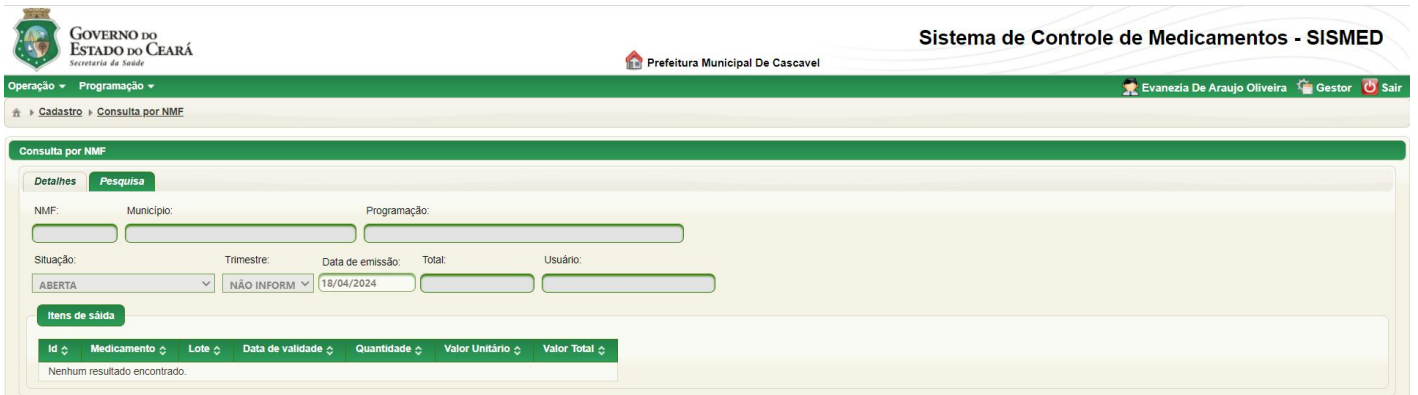 GOVERNO DO
ESTADO DO CEARÁ
Secretaria da Saúde
Sistema de Controle de Medicamentos - SISMED
Prefeitura Municipal De Cascavel
Operação Programação Evanezia De Araujo Oliveira Gestor Sair
Cadastro Consulta por NMF
Consulta por NMF
Detalhes Pesquisa
NMF: Município: Programação:
Situação: Trimestre: Data de emissão: Total: Usuário:
ABERTA NÃO INFORM 18/04/2024
Itens de sáida
Id Medicamento Lote Data de validade Quantidade Valor Unitário Valor Total
Nenhum resultado encontrado.